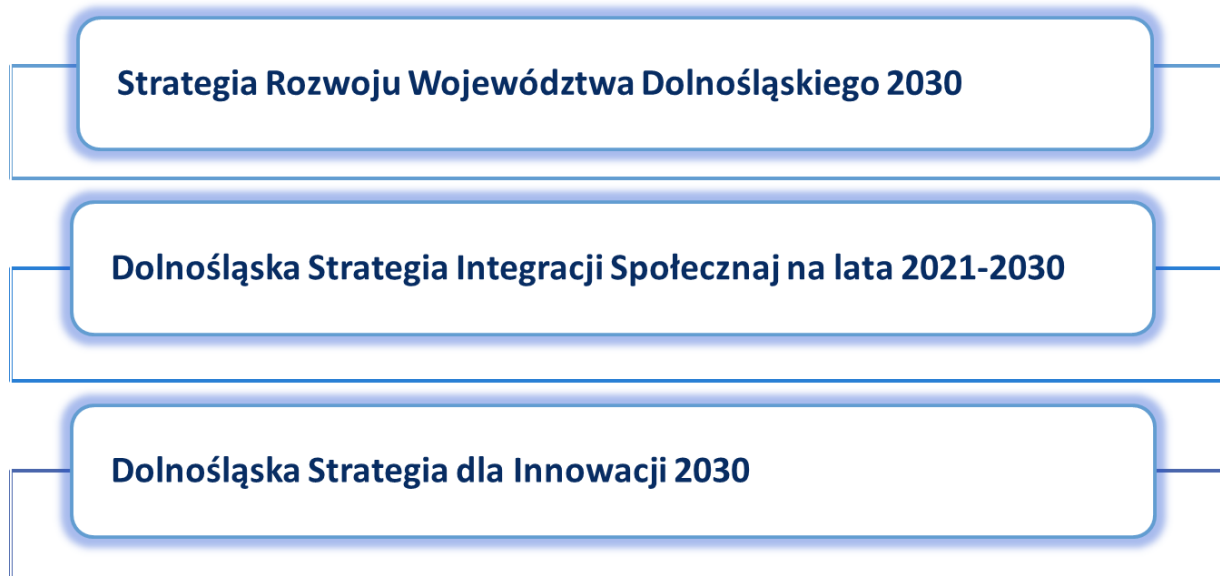 Strategia Rozwoju Województwa Dolnośląskiego 2030
Dolnośląska Strategia Integracji Społecznaj na lata 2021-2030
Dolnośląska Strategia dla Innowacji 2030